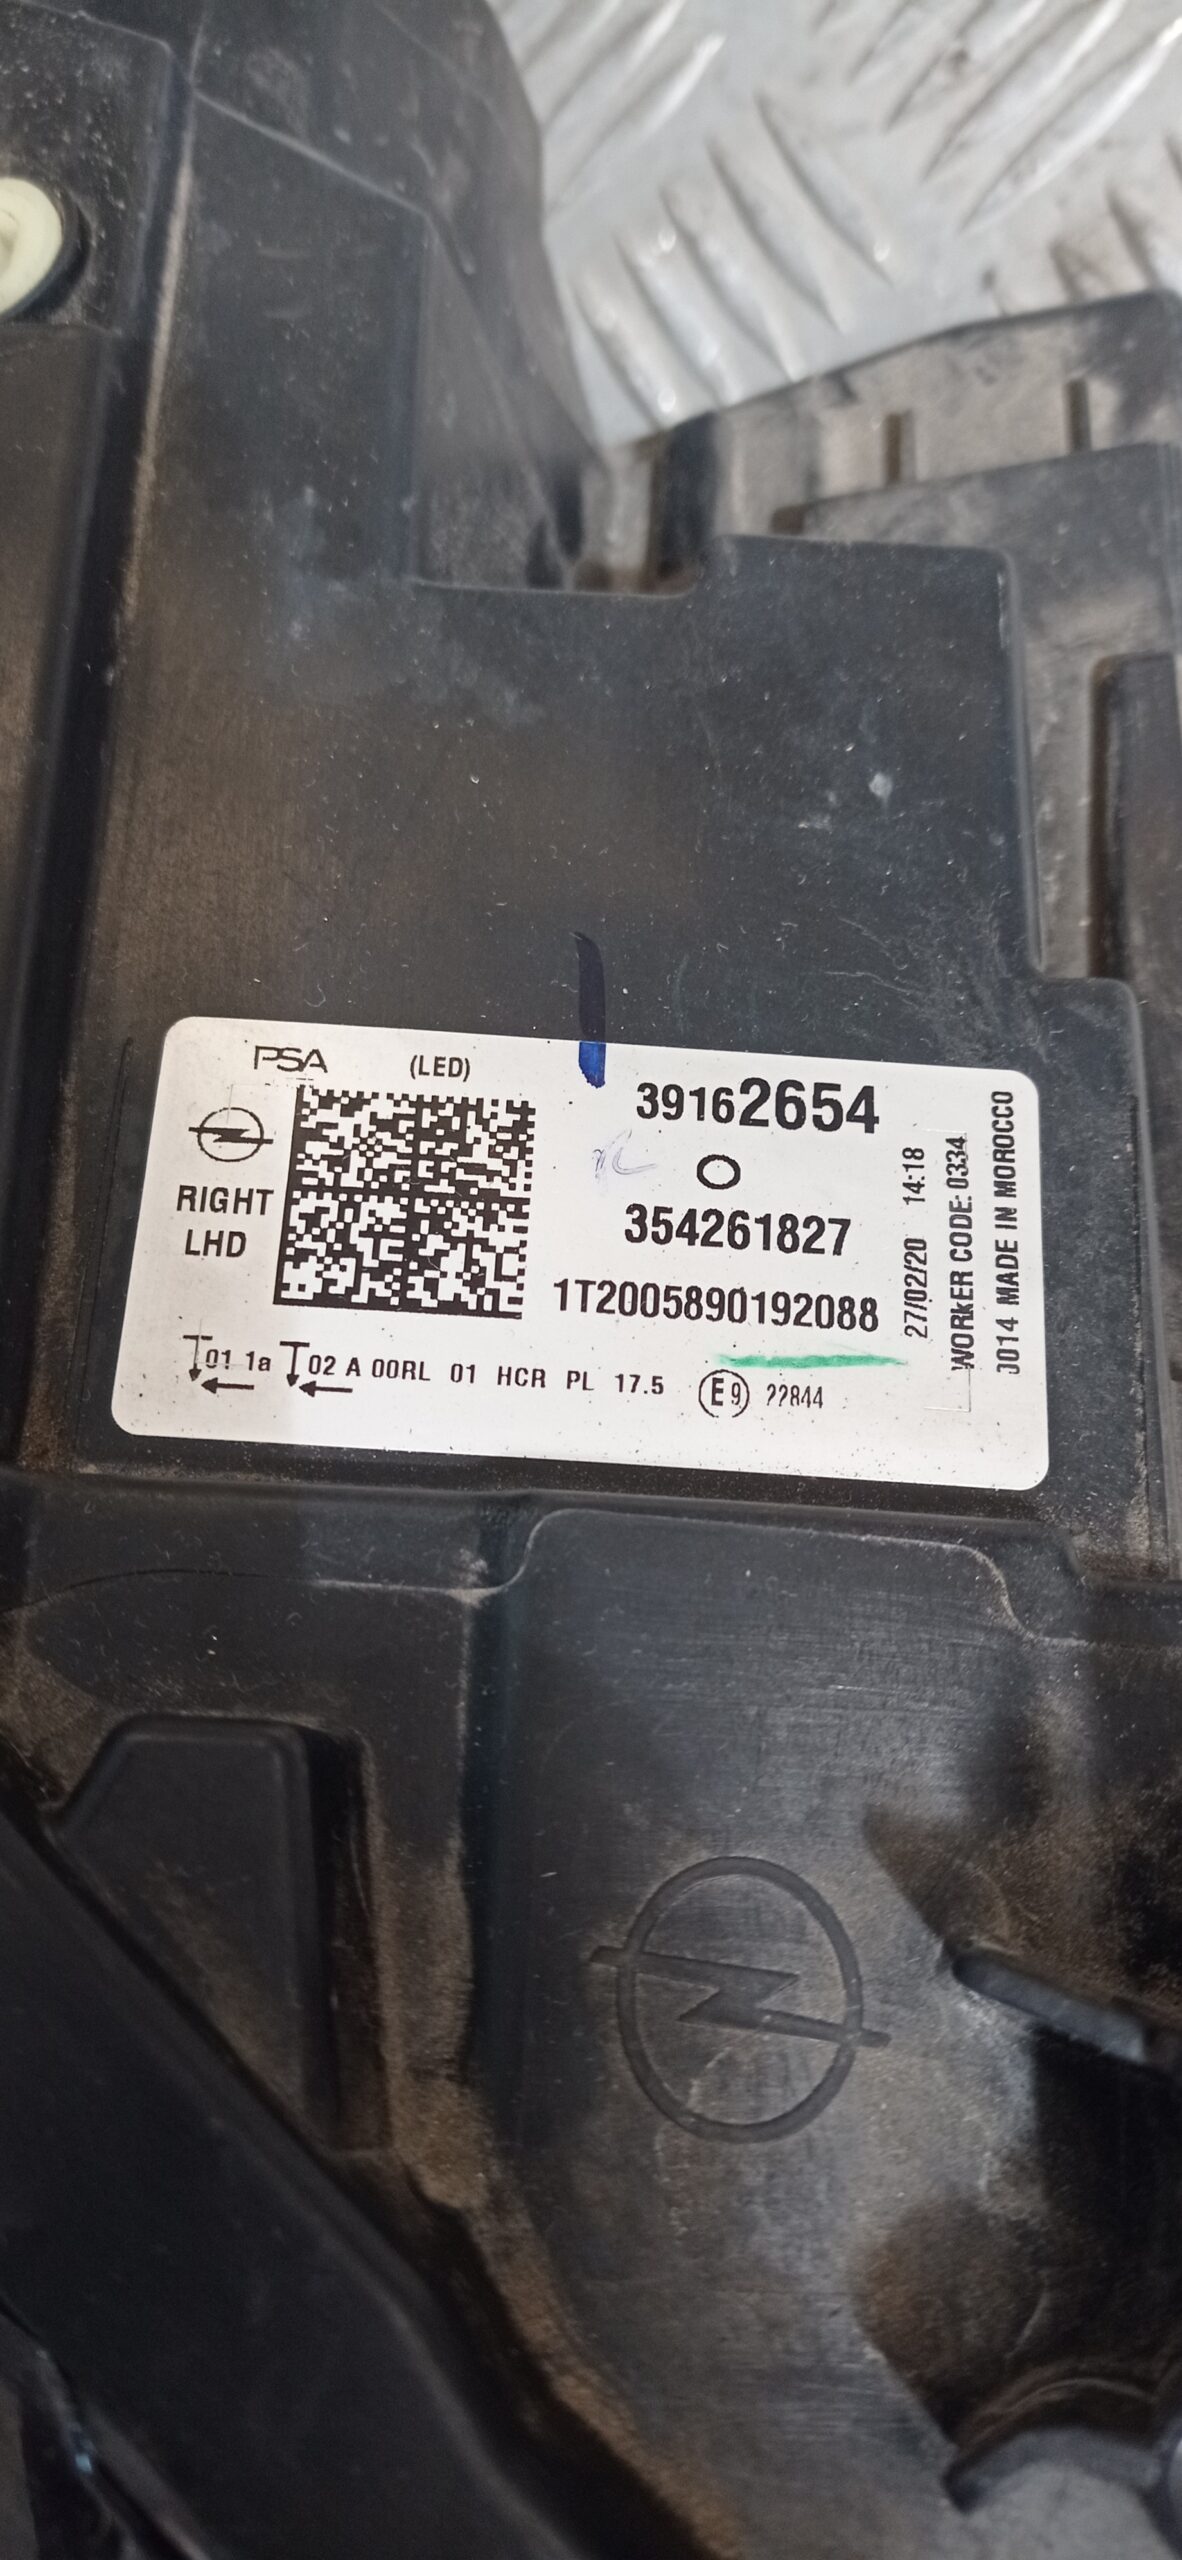 PSA (LED)
39162654
RIGHT
LHD
O
354261827
1T2005890192088
01 1a 02 A 00RL 01 HCR PL 17.5 E9 22844
27/02/20 14:18
WORKER CODE: 0334
J014 MADE IN MOROCCO